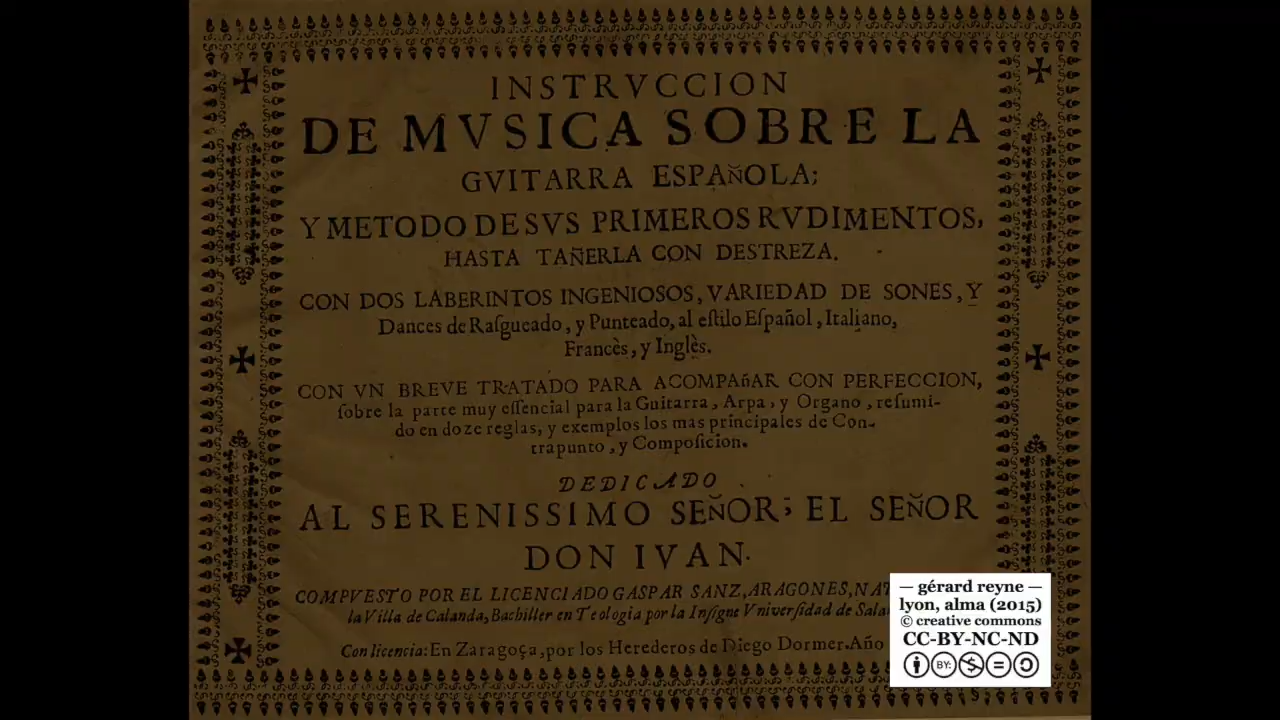 INSTRVCCION
DE MVSICA SOBRE LA
GVITARRA ESPAÑOLA;
Y METODO DE SVS PRIMEROS RVDIMENTOS,
HASTA TAÑERLA CON DESTREZA.
CON DOS LABERINTOS INGENIOSOS, VARIEDAD DE SONES, Y
Dances de Raſgueado, y Punteado, al eſtilo Eſpañol, Italiano,
Francès, y Inglès.
CON VN BREVE TRATADO PARA ACOMPAñAR CON PERFECCION,
ſobre la parte muy eſſencial para la Guitarra, Arpa, y Organo, reſumi-
do en doze reglas, y exemplos los mas principales de Con-
trapunto, y Compoſicion.
DEDICADO
AL SERENISSIMO SEÑOR; EL SEÑOR
DON IVAN.
COMPVESTO POR EL LICENCIADO GASPAR SANZ, ARAGONES, NAT
la Villa de Calanda, Bachiller en Teologia por la Inſigne Vniverſidad de Sala
Con licencia: En Zaragoça, por los Herederos de Diego Dormer. Año
— gérard reyne —
lyon, alma (2015)
© creative commons
CC-BY-NC-ND
BY: